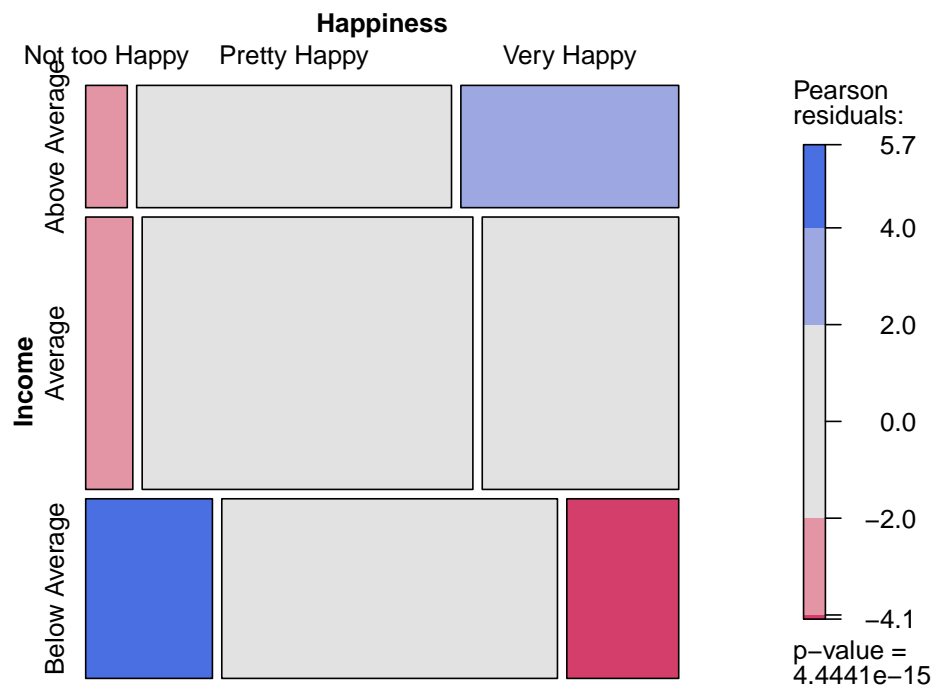 Happiness
Not too Happy Pretty Happy Very Happy
Income
Above Average
Average
Below Average
Pearson
residuals:
5.7
4.0
2.0
0.0
−2.0
−4.1
p−value =
4.4441e−15